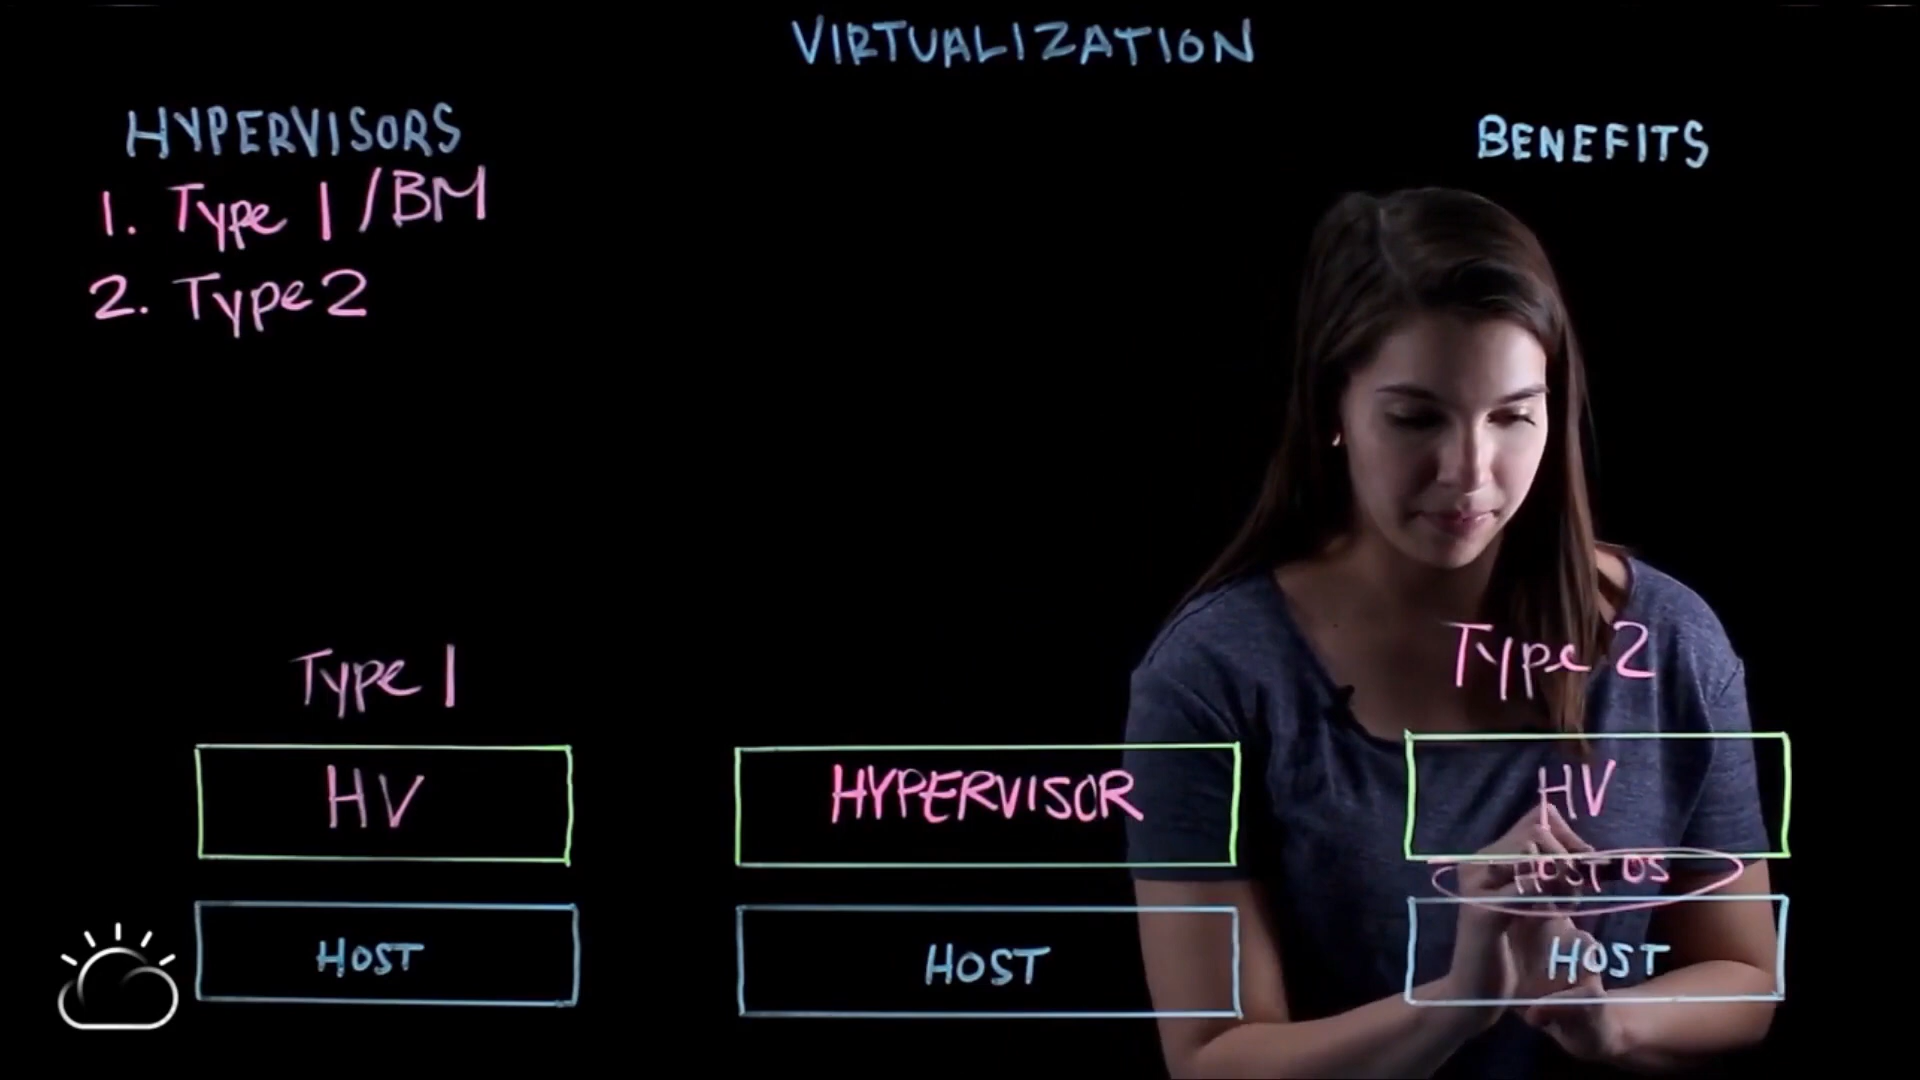 VIRTUALIZATION
HYPERVISORS
1. Type 1 /BM
2. Type 2
BENEFITS
Type 1
HV
HOST
HYPERVISOR
HOST
Type 2
HV
HOST OS
HOST